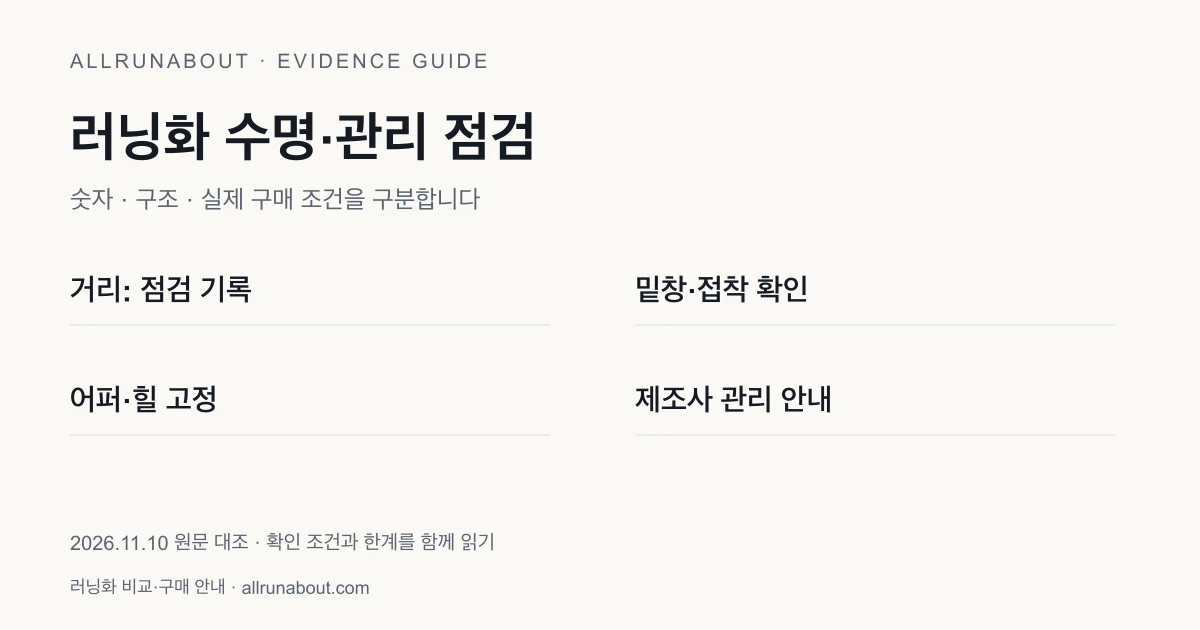 ALLRUNABOUT · EVIDENCE GUIDE
러닝화 수명·관리 점검
숫자 · 구조 · 실제 구매 조건을 구분합니다
거리: 점검 기록
밑창·접착 확인
어퍼·힐 고정
제조사 관리 안내
2026.11.10 원문 대조 · 확인 조건과 한계를 함께 읽기
러닝화 비교·구매 안내 · allrunabout.com